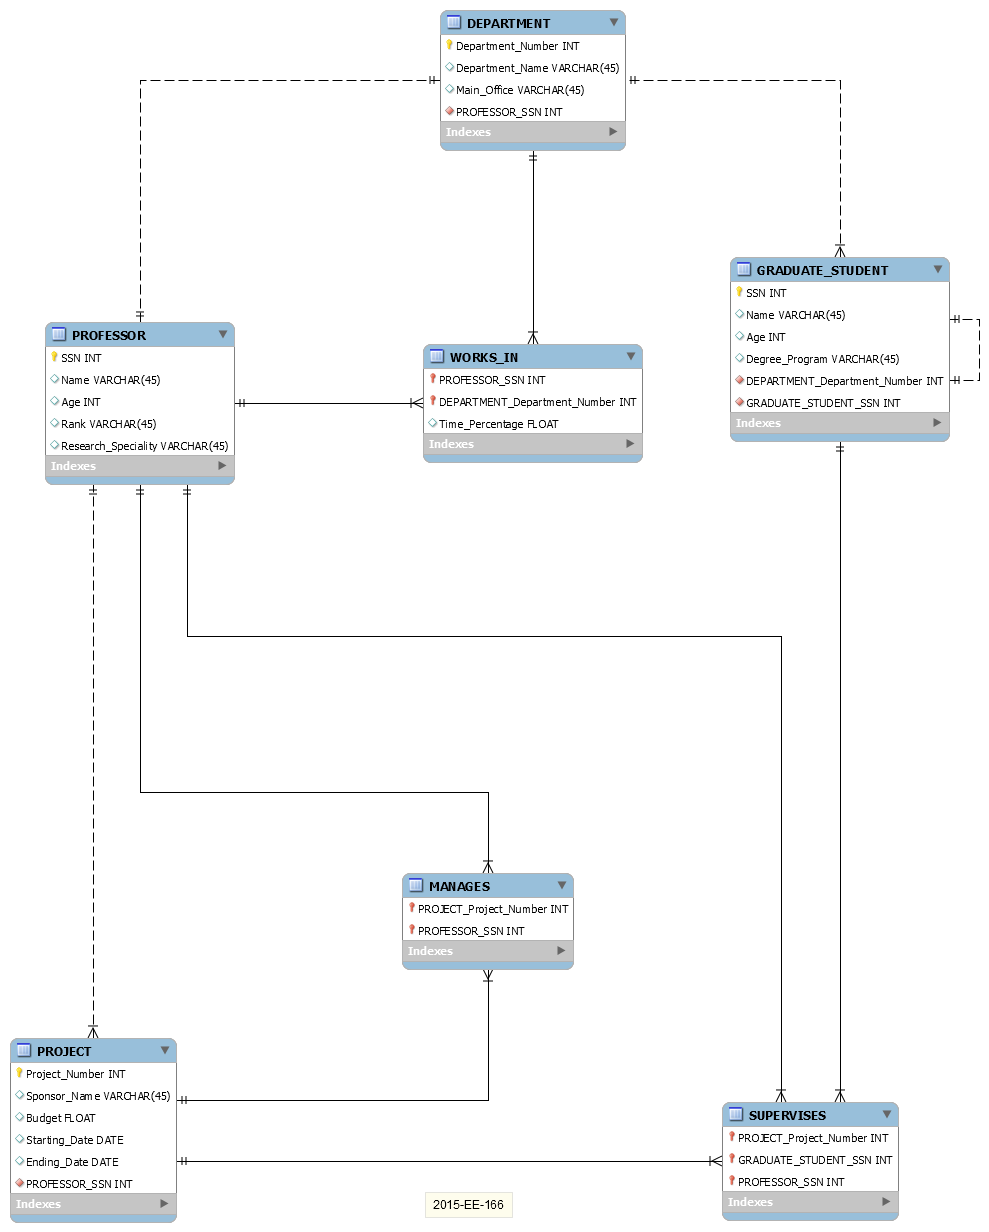 DEPARTMENT
Department_Number INT
Department_Name VARCHAR(45)
Main_Office VARCHAR(45)
PROFESSOR_SSN INT
Indexes
GRADUATE_STUDENT
SSN INT
Name VARCHAR(45)
Age INT
Degree_Program VARCHAR(45)
DEPARTMENT_Department_Number INT
GRADUATE_STUDENT_SSN INT
Indexes
PROFESSOR
SSN INT
Name VARCHAR(45)
Age INT
Rank VARCHAR(45)
Research_Speciality VARCHAR(45)
Indexes
WORKS_IN
PROFESSOR_SSN INT
DEPARTMENT_Department_Number INT
Time_Percentage FLOAT
Indexes
MANAGES
PROJECT_Project_Number INT
PROFESSOR_SSN INT
Indexes
PROJECT
Project_Number INT
Sponsor_Name VARCHAR(45)
Budget FLOAT
Starting_Date DATE
Ending_Date DATE
PROFESSOR_SSN INT
Indexes
SUPERVISES
PROJECT_Project_Number INT
GRADUATE_STUDENT_SSN INT
PROFESSOR_SSN INT
Indexes
2015-EE-166